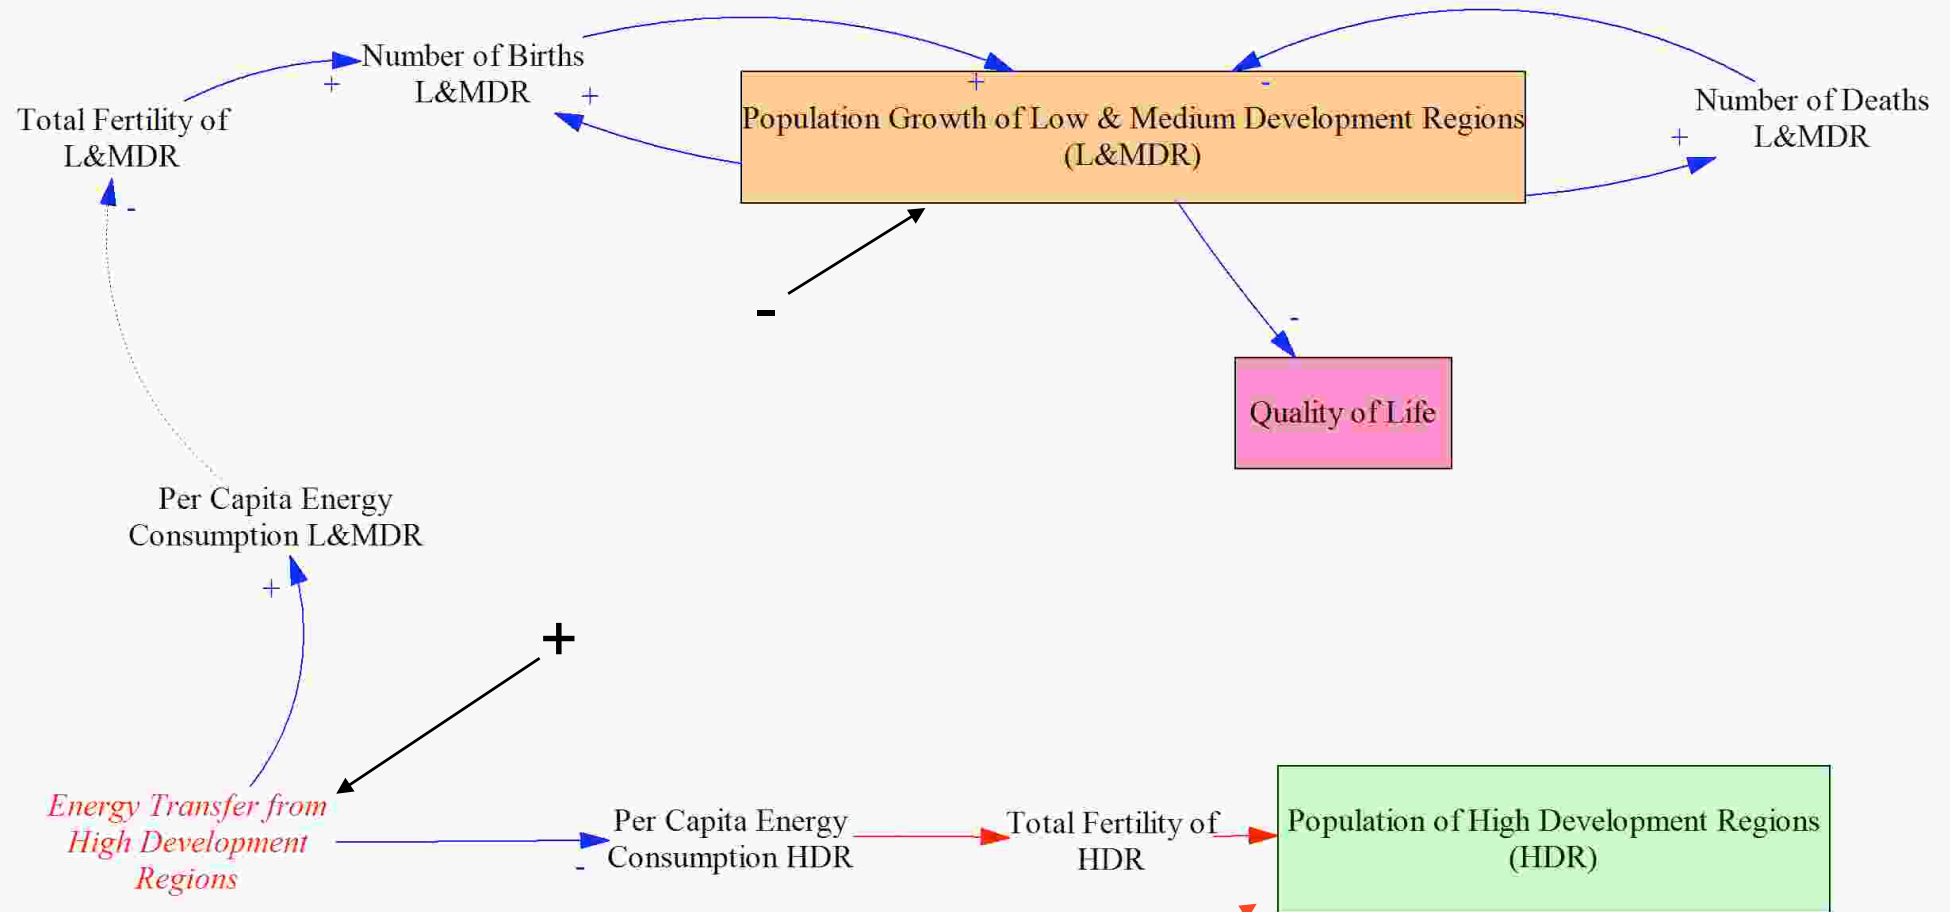 Number of Births
L&MDR
+
+
+
-
Number of Deaths
L&MDR
+
Total Fertility of
L&MDR
-
Population Growth of Low & Medium Development Regions
(L&MDR)
-
-
Quality of Life
Per Capita Energy
Consumption L&MDR
+
+
Energy Transfer from
High Development
Regions
-
Per Capita Energy
Consumption HDR
Total Fertility of
HDR
Population of High Development Regions
(HDR)